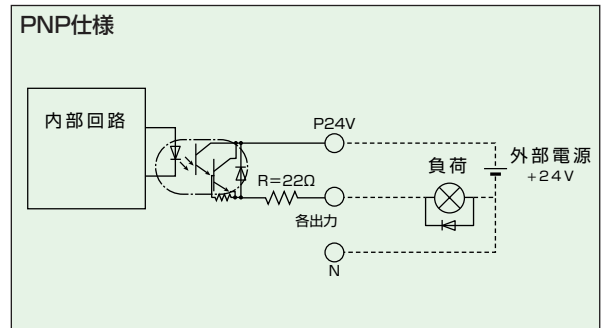 PNP仕様
内部回路
P24V
R=22Ω
各出力
N
負荷
外部電源
+24V